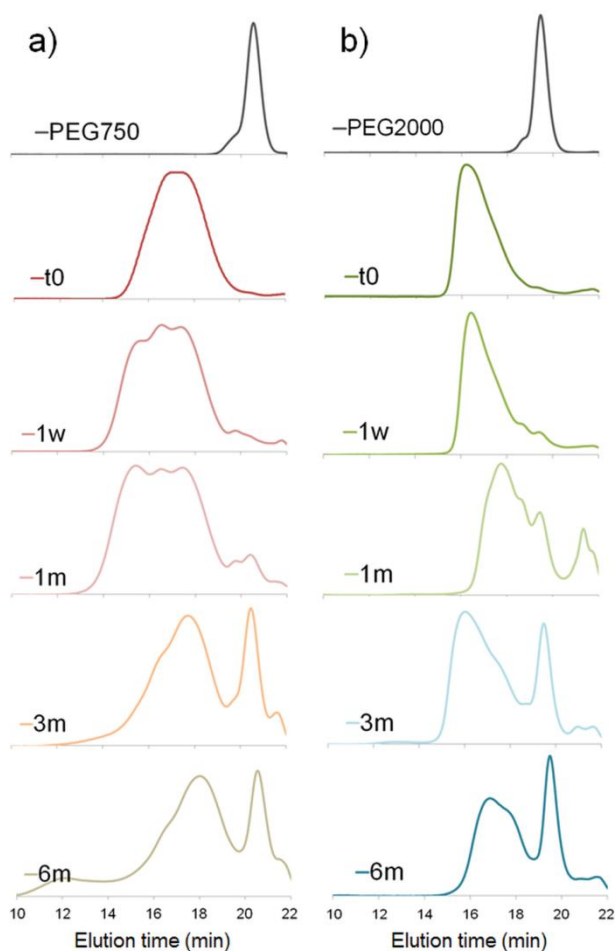 a)
–PEG750
–t0
–1w
–1m
–3m
–6m
10 12 14 16 18 20 22
Elution time (min)
b)
–PEG2000
–t0
–1w
–1m
–3m
–6m
10 12 14 16 18 20 22
Elution time (min)